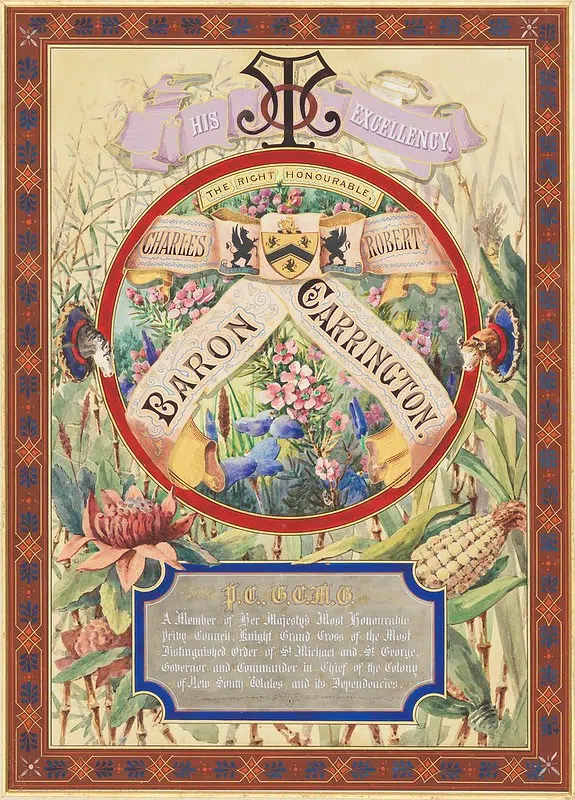 HIS EXCELLENCY,
THE RIGHT HONOURABLE,
CHARLES ROBERT
BARON CARRINGTON.
P.C., G.C.M.G.
A Member of Her Majesty's Most Honourable
Privy Council, Knight Grand Cross of the Most
Distinguished Order of St Michael and St George,
Governor and Commander in Chief of the Colony
of New South Wales, and its Dependencies.